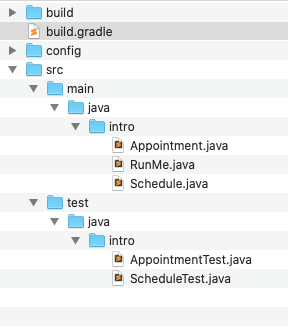 build
build.gradle
config
src
main
java
intro
Appointment.java
RunMe.java
Schedule.java
test
java
intro
AppointmentTest.java
ScheduleTest.java